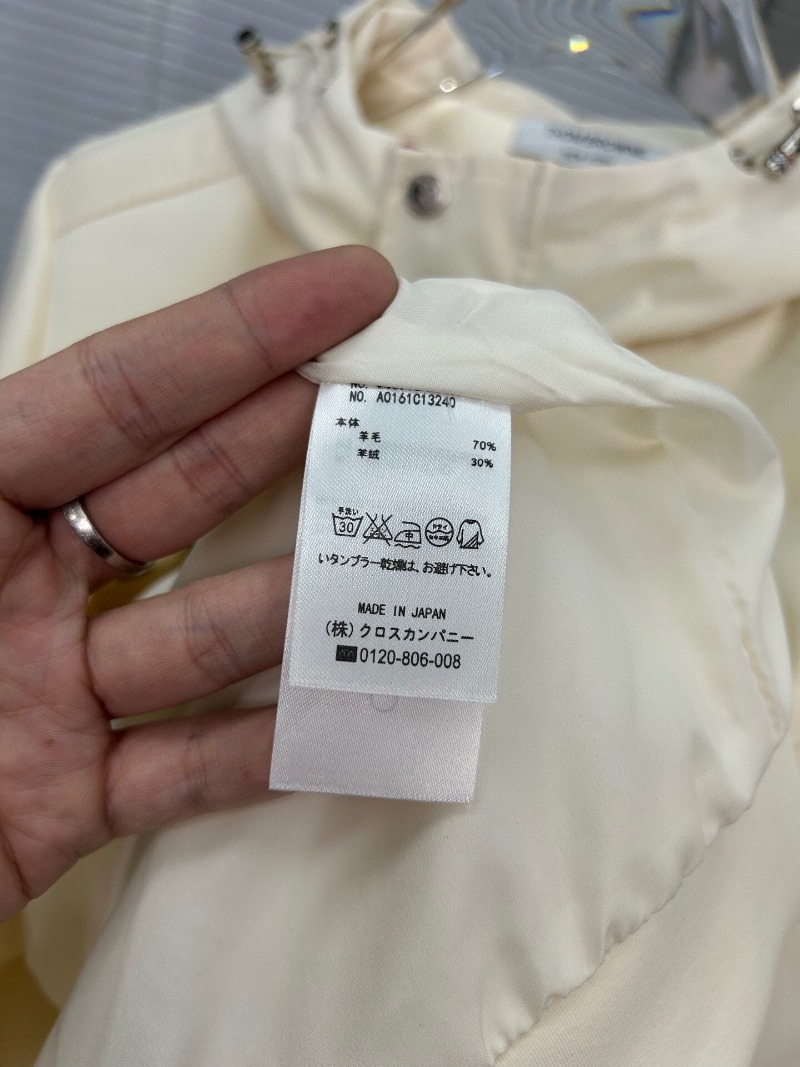 NO. A0161C13240
本体
羊毛 70%
羊绒 30%
手洗い
30
中
ドライ
いタンブラー乾燥は、お避け下さい。
MADE IN JAPAN
(株)クロスカンパニー
0120-806-008